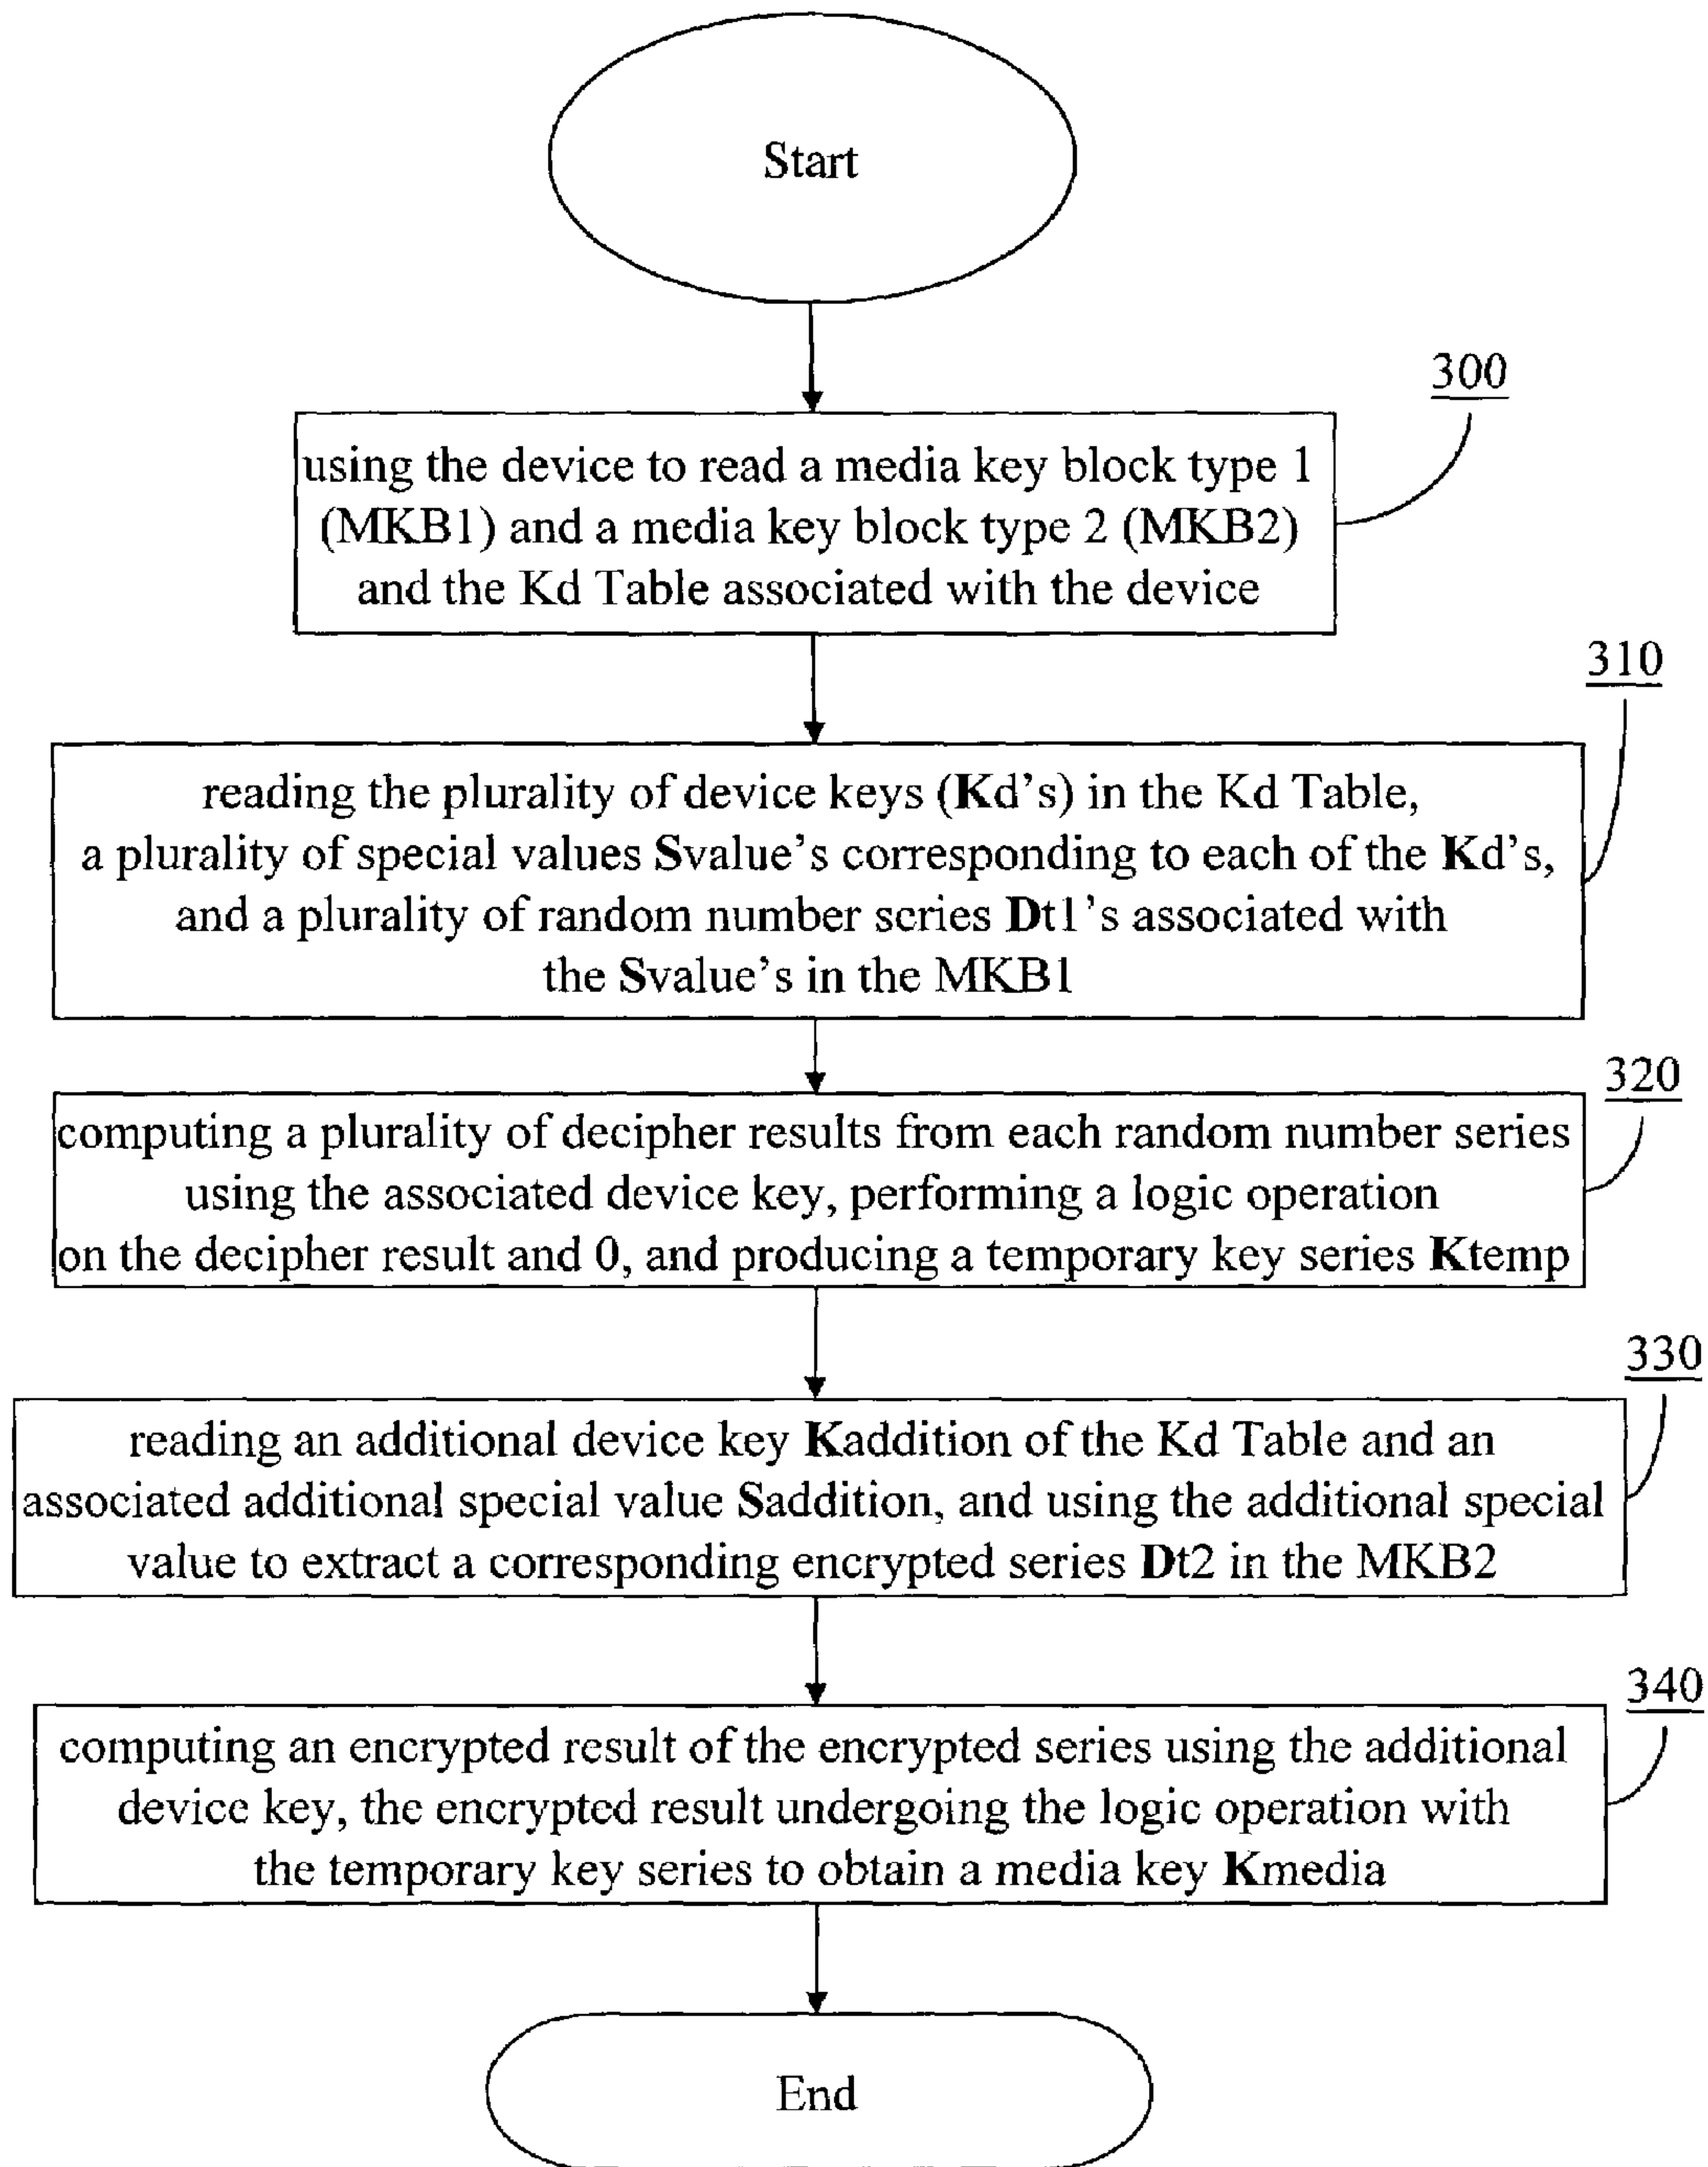 Start
300
using the device to read a media key block type 1
(MKB1) and a media key block type 2 (MKB2)
and the Kd Table associated with the device
310
reading the plurality of device keys (Kd's) in the Kd Table,
a plurality of special values Svalue's corresponding to each of the Kd's,
and a plurality of random number series Dt1's associated with
the Svalue's in the MKB1
320
computing a plurality of decipher results from each random number series
using the associated device key, performing a logic operation
on the decipher result and 0, and producing a temporary key series Ktemp
330
reading an additional device key Kaddition of the Kd Table and an
associated additional special value Saddition, and using the additional special
value to extract a corresponding encrypted series Dt2 in the MKB2
340
computing an encrypted result of the encrypted series using the additional
device key, the encrypted result undergoing the logic operation with
the temporary key series to obtain a media key Kmedia
End